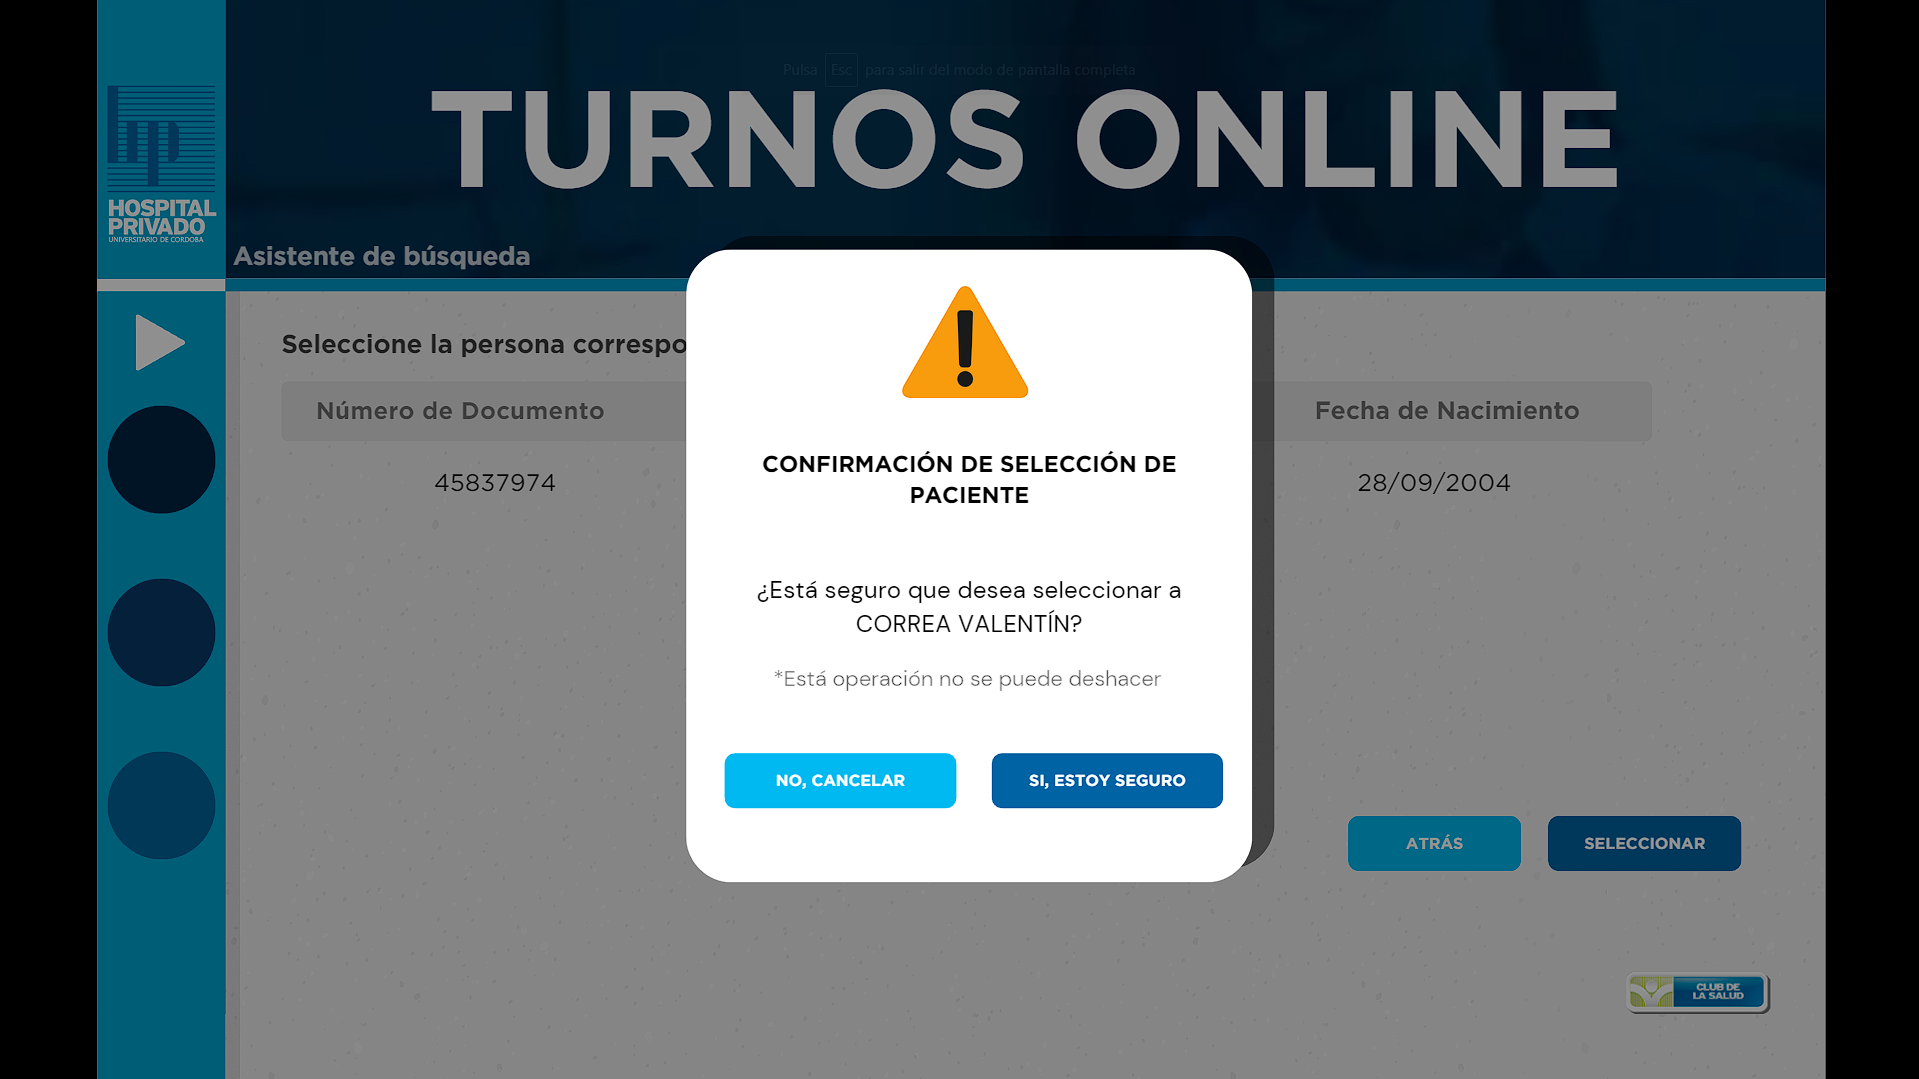 Pulsa Esc para salir del modo de pantalla completa
TURNOS ONLINE
hp
HOSPITAL
PRIVADO
UNIVERSITARIO DE CORDOBA
Asistente de búsqueda
Seleccione la persona correspo
Número de Documento
Fecha de Nacimiento
45837974
28/09/2004
CONFIRMACIÓN DE SELECCIÓN DE
PACIENTE
¿Está seguro que desea seleccionar a
CORREA VALENTÍN?
*Está operación no se puede deshacer
NO, CANCELAR
SI, ESTOY SEGURO
ATRÁS
SELECCIONAR
CLUB DE
LA SALUD